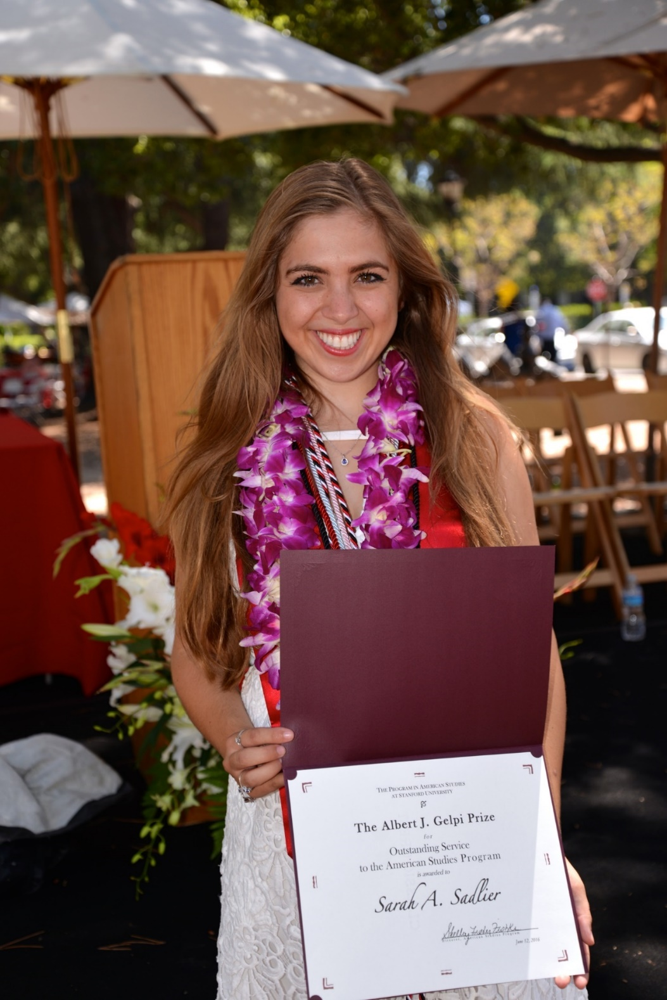 THE PROGRAM IN AMERICAN STUDIES
AT STANFORD UNIVERSITY
The Albert J. Gelpi Prize
for
Outstanding Service
to the American Studies Program
is awarded to
Sarah A. Sadlier
Shelley Fisher Fishkin
Director, American Studies Program
June 12, 2016